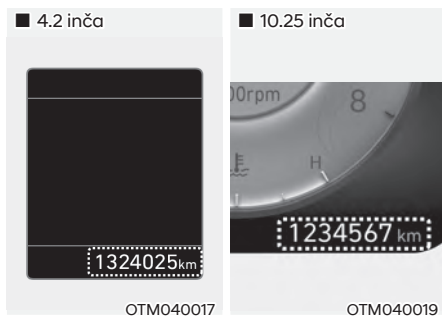 ■ 4.2 inča
1324025km
OTM040017
■ 10.25 inča
00rpm
8
H
1234567 km
OTM040019